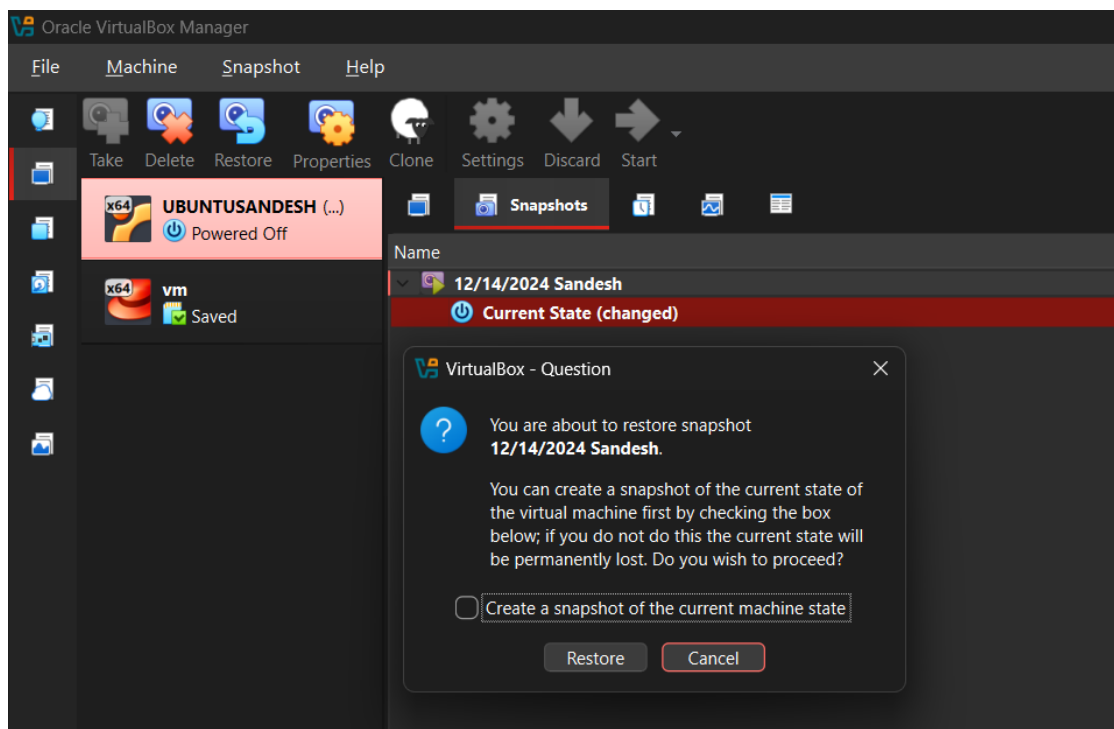 Oracle VirtualBox Manager
File Machine Snapshot Help
Take Delete Restore Properties Clone Settings Discard Start
x64 UBUNTUSANDESH (...)
Powered Off
x64 vm
Saved
Snapshots
Name
12/14/2024 Sandesh
Current State (changed)
VirtualBox - Question
You are about to restore snapshot
12/14/2024 Sandesh.
You can create a snapshot of the current state of
the virtual machine first by checking the box
below; if you do not do this the current state will
be permanently lost. Do you wish to proceed?
Create a snapshot of the current machine state
Restore Cancel